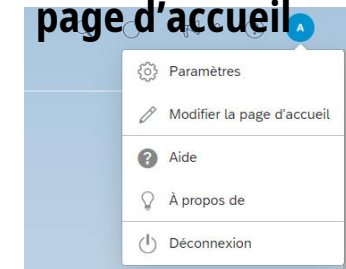 page d’accueil
A
Paramètres
Modifier la page d'accueil
Aide
À propos de
Déconnexion